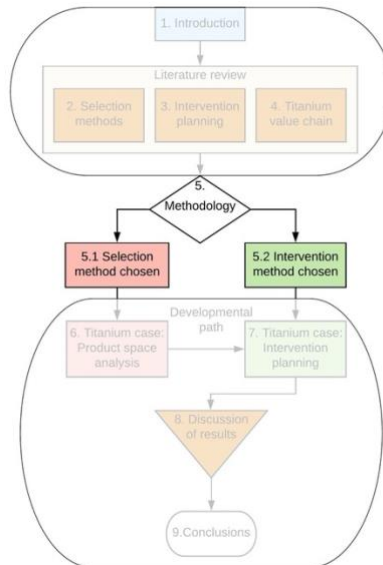 1. Introduction
Literature review
2. Selection
methods
3. Intervention
planning
4. Titanium
value chain
5.
Methodology
5.1 Selection
method chosen
5.2 Intervention
method chosen
Developmental
path
6. Titanium case:
Product space
analysis
7. Titanium case:
Intervention
planning
8. Discussion
of results
9.Conclusions